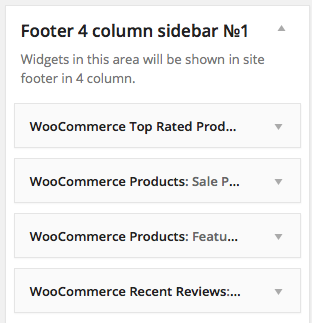 Footer 4 column sidebar №1
Widgets in this area will be shown in site
footer in 4 column.
WooCommerce Top Rated Prod...
WooCommerce Products: Sale P...
WooCommerce Products: Featu...
WooCommerce Recent Reviews:...